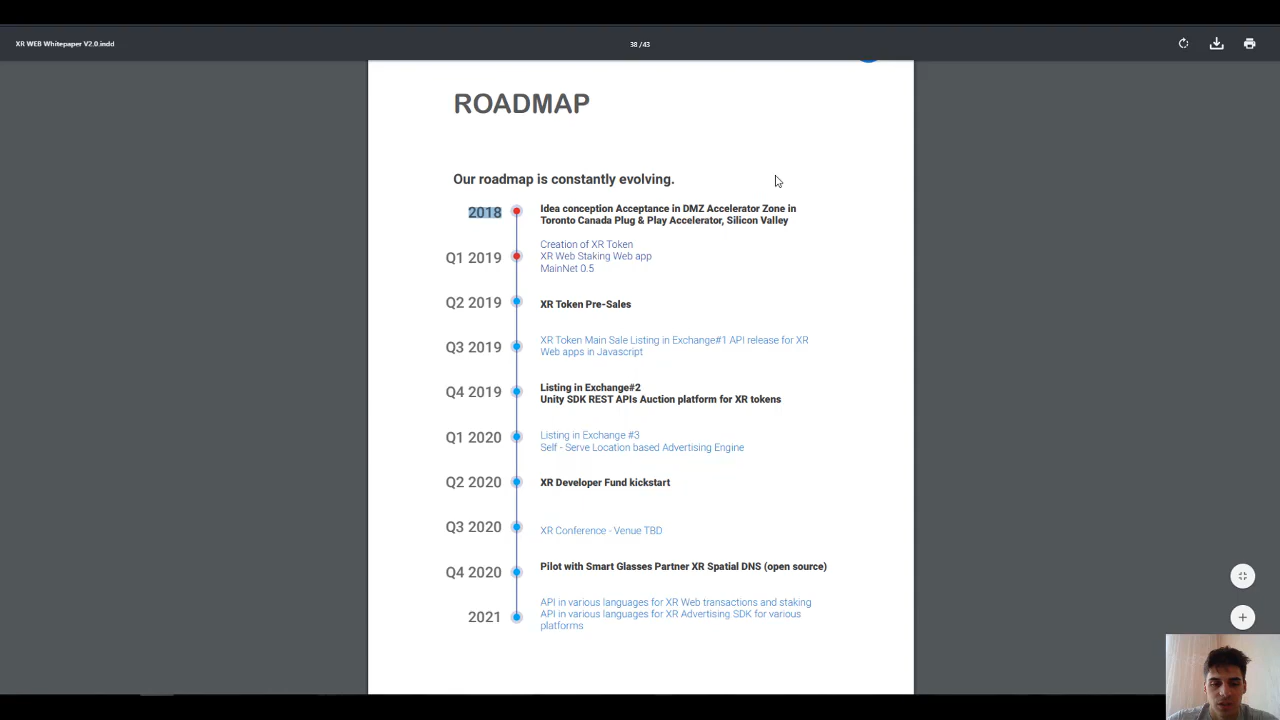 XR WEB Whitepaper V2.0.indd
38 / 43
ROADMAP
Our roadmap is constantly evolving.
2018
Idea conception Acceptance in DMZ Accelerator Zone in
Toronto Canada Plug & Play Accelerator, Silicon Valley
Q1 2019
Creation of XR Token
XR Web Staking Web app
MainNet 0.5
Q2 2019
XR Token Pre-Sales
Q3 2019
XR Token Main Sale Listing in Exchange#1 API release for XR
Web apps in Javascript
Q4 2019
Listing in Exchange#2
Unity SDK REST APIs Auction platform for XR tokens
Q1 2020
Listing in Exchange #3
Self - Serve Location based Advertising Engine
Q2 2020
XR Developer Fund kickstart
Q3 2020
XR Conference - Venue TBD
Q4 2020
Pilot with Smart Glasses Partner XR Spatial DNS (open source)
2021
API in various languages for XR Web transactions and staking
API in various languages for XR Advertising SDK for various
platforms